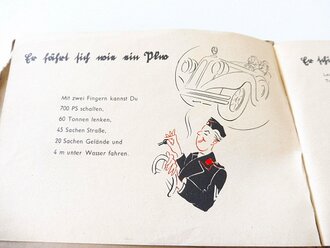 Er fährt sich wie ein Pkw
Mit zwei Fingern kannst Du
700 PS schalten,
60 Tonnen lenken,
45 Sachen Straße,
20 Sachen Gelände und
4 m unter Wasser fahren.